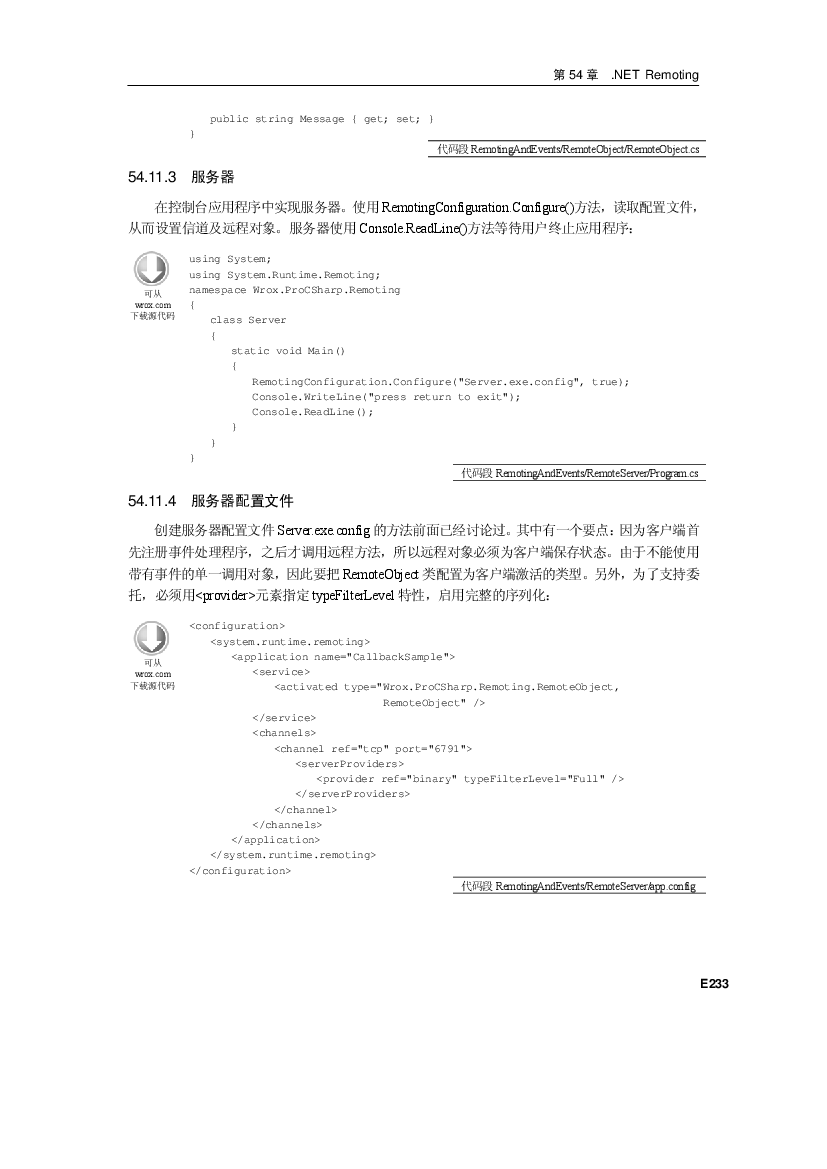 第 54 章 .NET Remoting
public string Message { get; set; }
}
代码段 RemotingAndEvents/RemoteObject/RemoteObject.cs
54.11.3 服务器
在控制台应用程序中实现服务器。使用 RemotingConfiguration.Configure()方法，读取配置文件，
从而设置信道及远程对象。服务器使用 Console.ReadLine()方法等待用户终止应用程序：
可从
wrox.com
下载源代码
using System;
using System.Runtime.Remoting;
namespace Wrox.ProCSharp.Remoting
{
class Server
{
static void Main()
{
RemotingConfiguration.Configure("Server.exe.config", true);
Console.WriteLine("press return to exit");
Console.ReadLine();
}
}
}
代码段 RemotingAndEvents/RemoteServer/Program.cs
54.11.4 服务器配置文件
创建服务器配置文件 Server.exe.config 的方法前面已经讨论过。其中有一个要点：因为客户端首
先注册事件处理程序，之后才调用远程方法，所以远程对象必须为客户端保存状态。由于不能使用
带有事件的单一调用对象，因此要把 RemoteObject 类配置为客户端激活的类型。另外，为了支持委
托，必须用<provider>元素指定 typeFilterLevel 特性，启用完整的序列化：
可从
wrox.com
下载源代码
<configuration>
<system.runtime.remoting>
<application name="CallbackSample">
<service>
<activated type="Wrox.ProCSharp.Remoting.RemoteObject,
RemoteObject" />
</service>
<channels>
<channel ref="tcp" port="6791">
<serverProviders>
<provider ref="binary" typeFilterLevel="Full" />
</serverProviders>
</channel>
</channels>
</application>
</system.runtime.remoting>
</configuration>
代码段 RemotingAndEvents/RemoteServer/app.config
E233